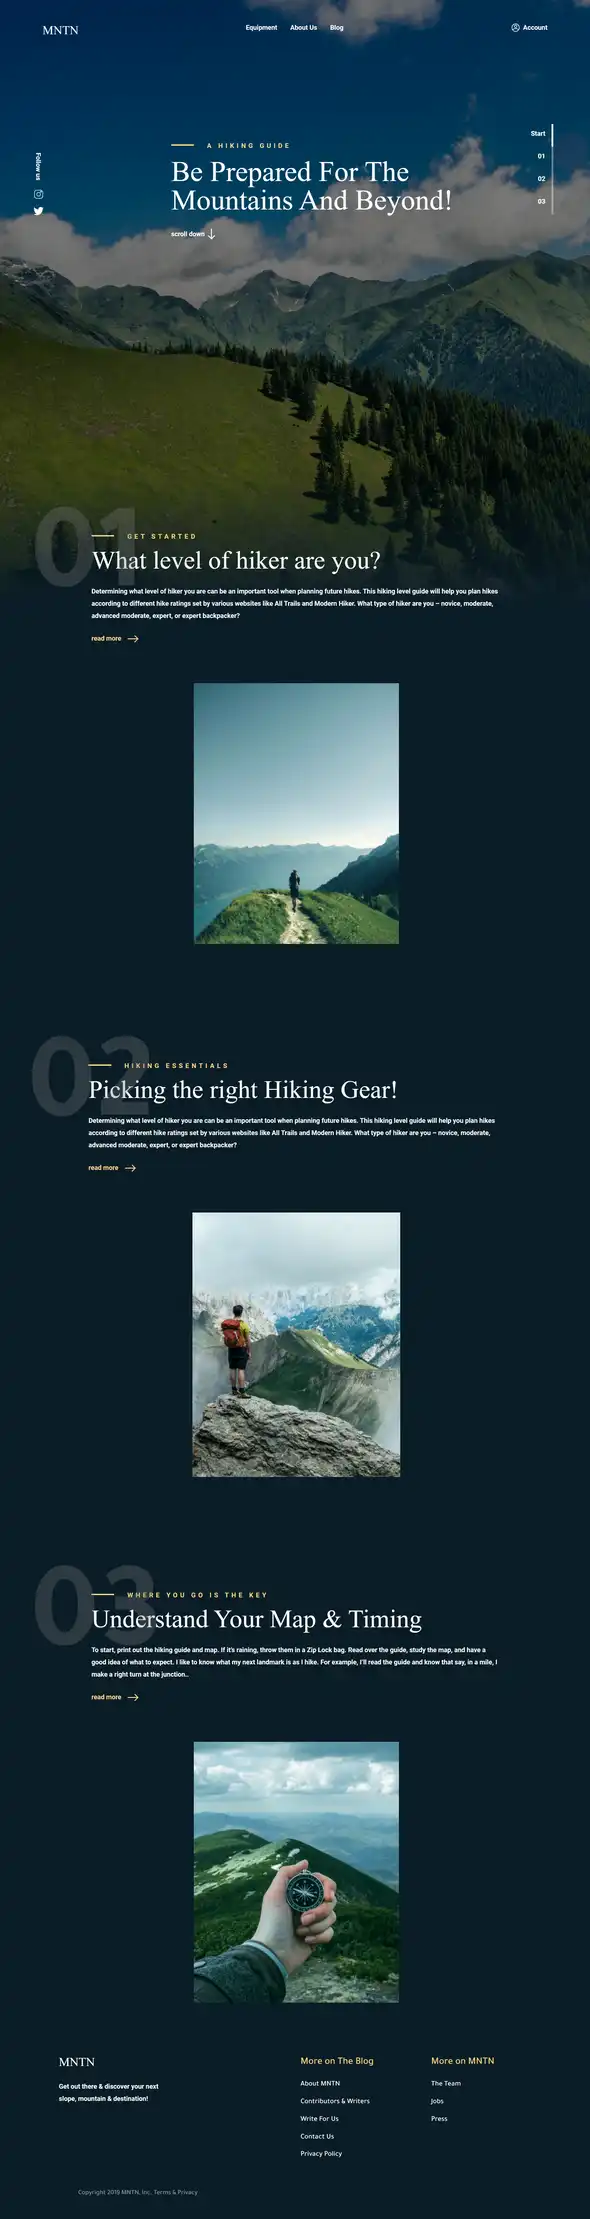 MNTN
Equipment
About Us
Blog
Account
Follow us
A HIKING GUIDE
Be Prepared For The
Mountains And Beyond!
scroll down
Start
01
02
03
01
GET STARTED
What level of hiker are you?
Determining what level of hiker you are can be an important tool when planning future hikes. This hiking level guide will help you plan hikes
according to different hike ratings set by various websites like All Trails and Modern Hiker. What type of hiker are you – novice, moderate,
advanced moderate, expert, or expert backpacker?
read more
02
HIKING ESSENTIALS
Picking the right Hiking Gear!
Determining what level of hiker you are can be an important tool when planning future hikes. This hiking level guide will help you plan hikes
according to different hike ratings set by various websites like All Trails and Modern Hiker. What type of hiker are you – novice, moderate,
advanced moderate, expert, or expert backpacker?
read more
03
WHERE YOU GO IS THE KEY
Understand Your Map & Timing
To start, print out the hiking guide and map. If it's raining, throw them in a Zip Lock bag. Read over the guide, study the map, and have a
good idea of what to expect. I like to know what my next landmark is as I hike. For example, I'll read the guide and know that say, in a mile, I
make a right turn at the junction..
read more
MNTN
Get out there & discover your next
slope, mountain & destination!
More on The Blog
About MNTN
Contributors & Writers
Write For Us
Contact Us
Privacy Policy
More on MNTN
The Team
Jobs
Press
Copyright 2019 MNTN, Inc. Terms & Privacy